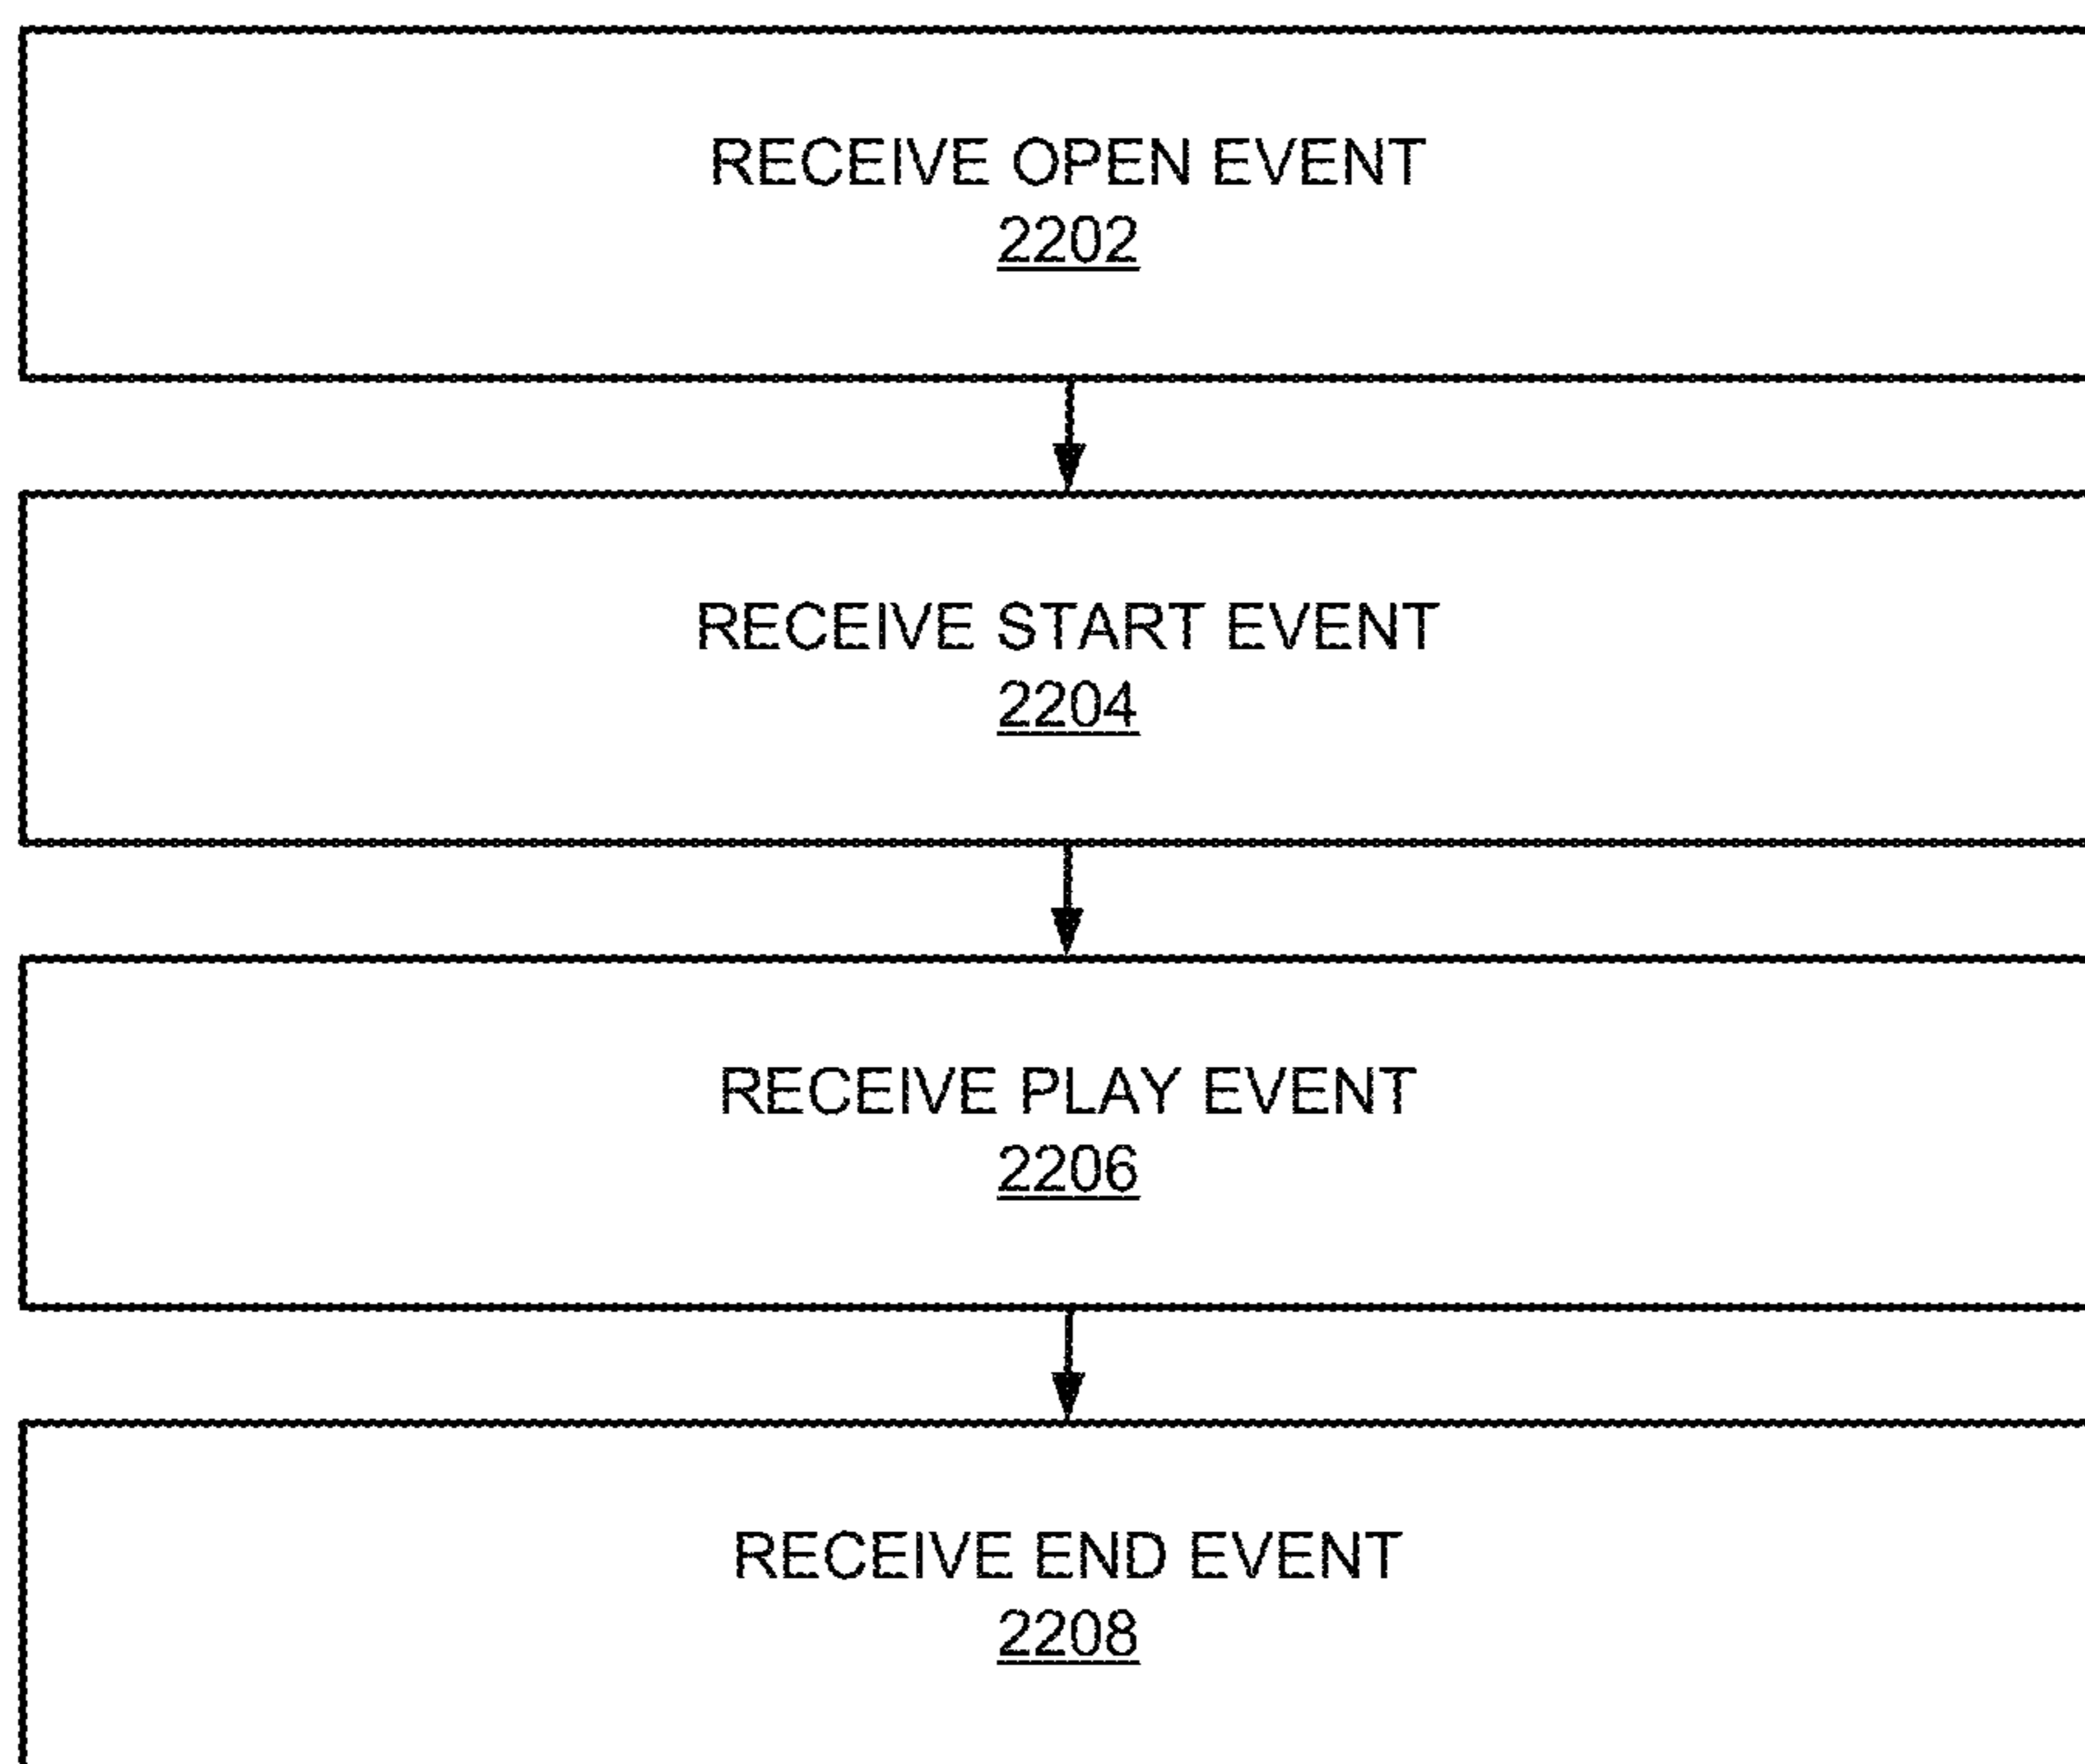 RECEIVE OPEN EVENT
2202
RECEIVE START EVENT
2204
RECEIVE PLAY EVENT
2206
RECEIVE END EVENT
2208